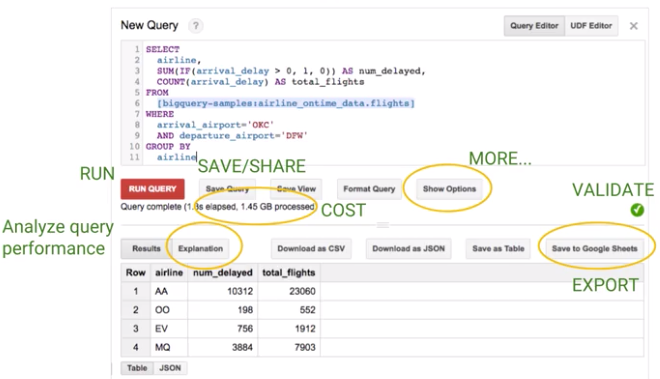 New Query ?
Query Editor UDF Editor ×
1 SELECT
2 airline,
3 SUM(IF(arrival_delay > 0, 1, 0)) AS num_delayed,
4 COUNT(arrival_delay) AS total_flights
5 FROM
6 [bigquery-samples:airline_ontime_data.flights]
7 WHERE
8 arrival_airport='OKC'
9 AND departure_airport='DFW'
10 GROUP BY
11 airline
SAVE/SHARE
MORE...
RUN
RUN QUERY Save Query Save View Format Query Show Options
VALIDATE
Query complete (1. s elapsed, 1.45 GB processed)
COST
Analyze query
performance
Results Explanation Download as CSV Download as JSON Save as Table Save to Google Sheets
EXPORT
Row airline num_delayed total_flights
1 AA 10312 23060
2 OO 198 552
3 EV 756 1912
4 MQ 3884 7903
Table JSON